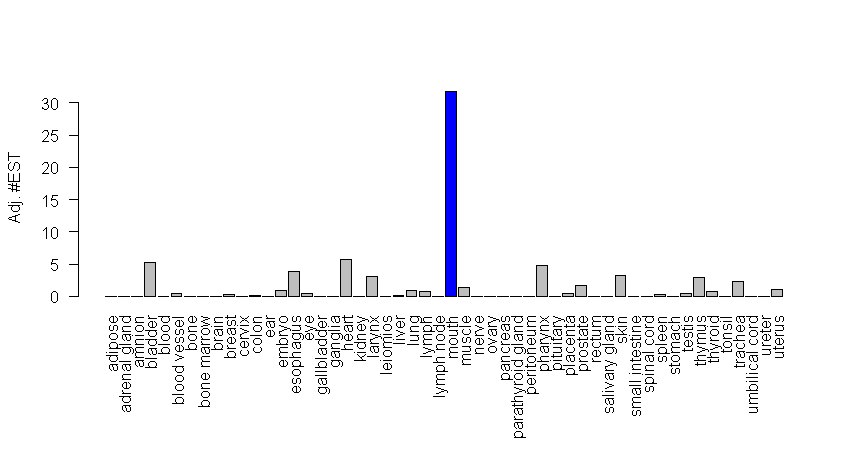 Adj. #EST
30
25
20
15
10
5
0
adipose
adrenal gland
amnion
bladder
blood
blood vessel
bone
bone marrow
brain
breast
cervix
colon
ear
embryo
esophagus
eye
gallbladder
ganglia
heart
kidney
larynx
leiomios
liver
lung
lymph
lymph node
mouth
muscle
nerve
ovary
pancreas
parathyroid gland
peritoneum
pharynx
pituitary
placenta
prostate
rectum
salivary gland
skin
small intestine
spinal cord
spleen
stomach
testis
thymus
thyroid
tonsil
trachea
umbilical cord
ureter
uterus